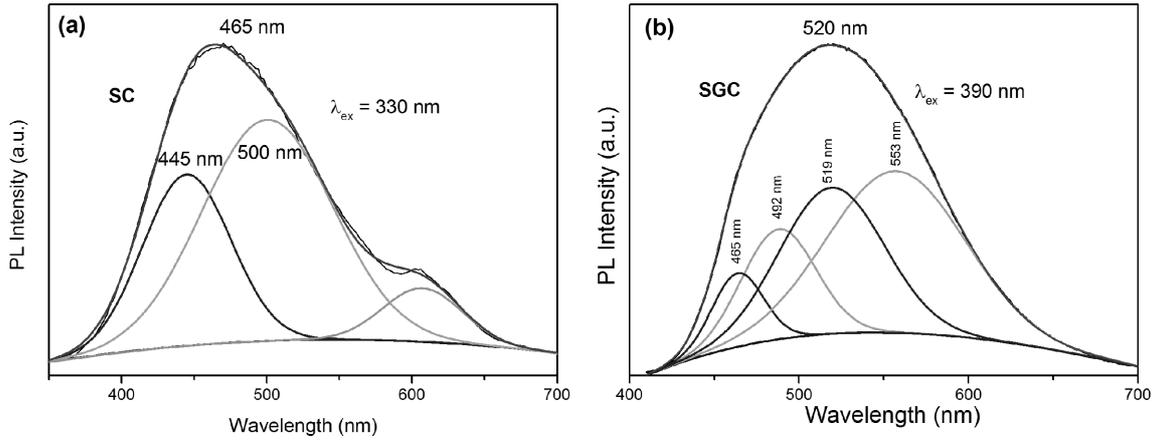 (a)
465 nm
SC
λex = 330 nm
445 nm
500 nm
PL Intensity (a.u.)
400
500
600
700
Wavelength (nm)
(b)
520 nm
SGC
λex = 390 nm
465 nm
492 nm
519 nm
553 nm
PL Intensity (a.u.)
400
500
600
700
Wavelength (nm)